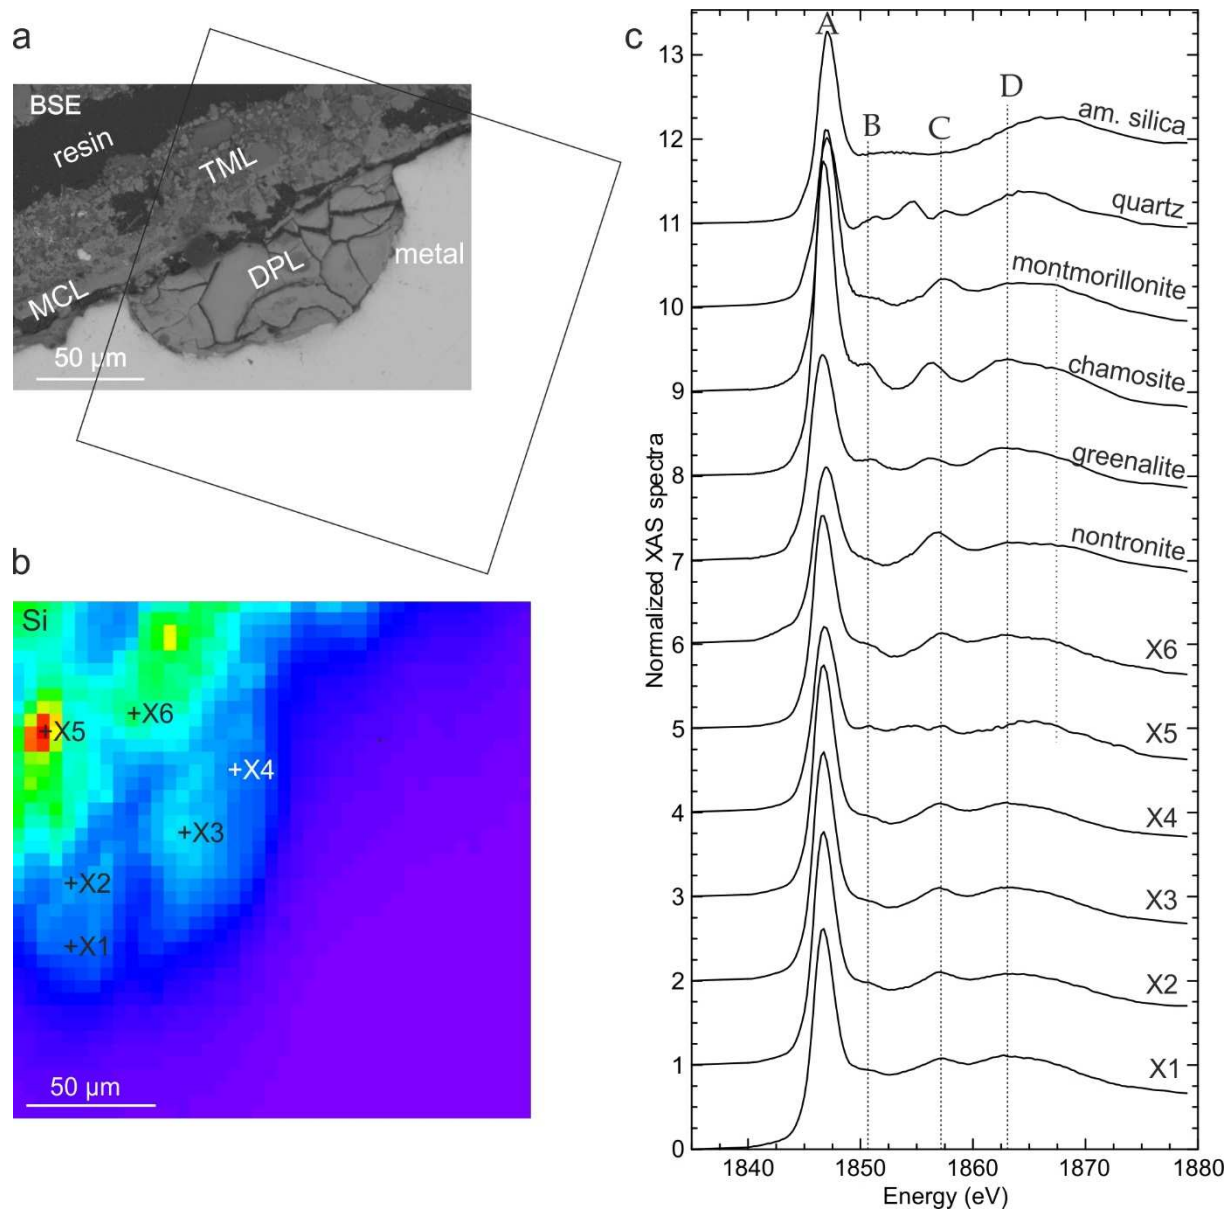 a
BSE
resin
TML
DPL
metal
MCL
50 μm
b
Si
+X5
+X6
+X4
+X3
+X2
+X1
50 μm
c
A
B
C
D
13
12
11
10
9
8
7
6
5
4
3
2
1
0
am. silica
quartz
montmorillonite
chamosite
greenalite
nontronite
X6
X5
X4
X3
X2
X1
Normalized XAS spectra
1840
1850
1860
1870
1880
Energy (eV)